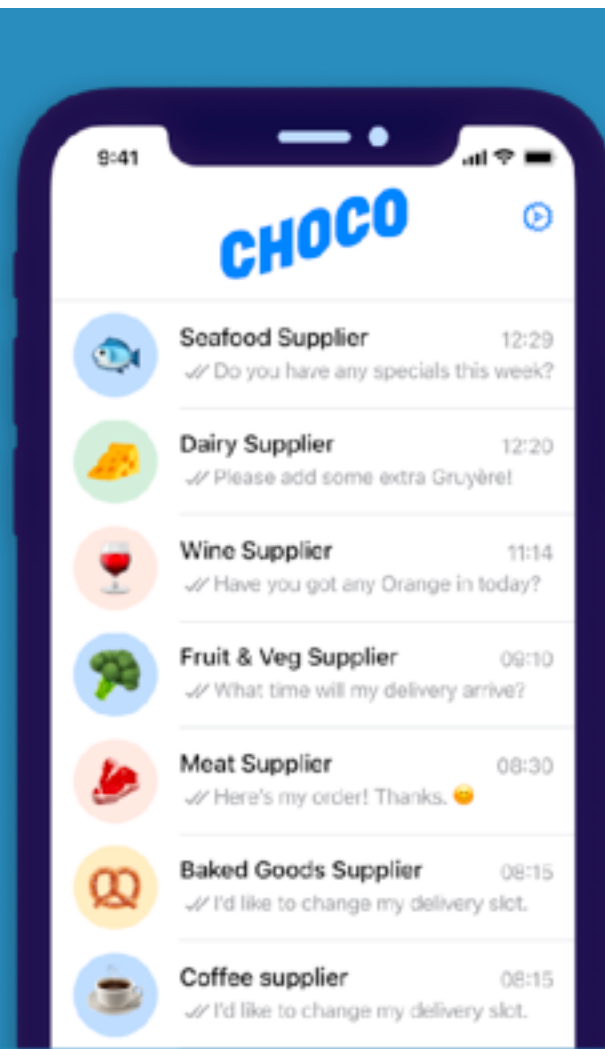 9:41
CHOCO
Seafood Supplier 12:29
Do you have any specials this week?
Dairy Supplier 12:20
Please add some extra Gruyère!
Wine Supplier 11:14
Have you got any Orange in today?
Fruit & Veg Supplier 09:10
What time will my delivery arrive?
Meat Supplier 08:30
Here's my order! Thanks. 😊
Baked Goods Supplier 08:15
I'd like to change my delivery slot.
Coffee supplier 08:15
I'd like to change my delivery slot.